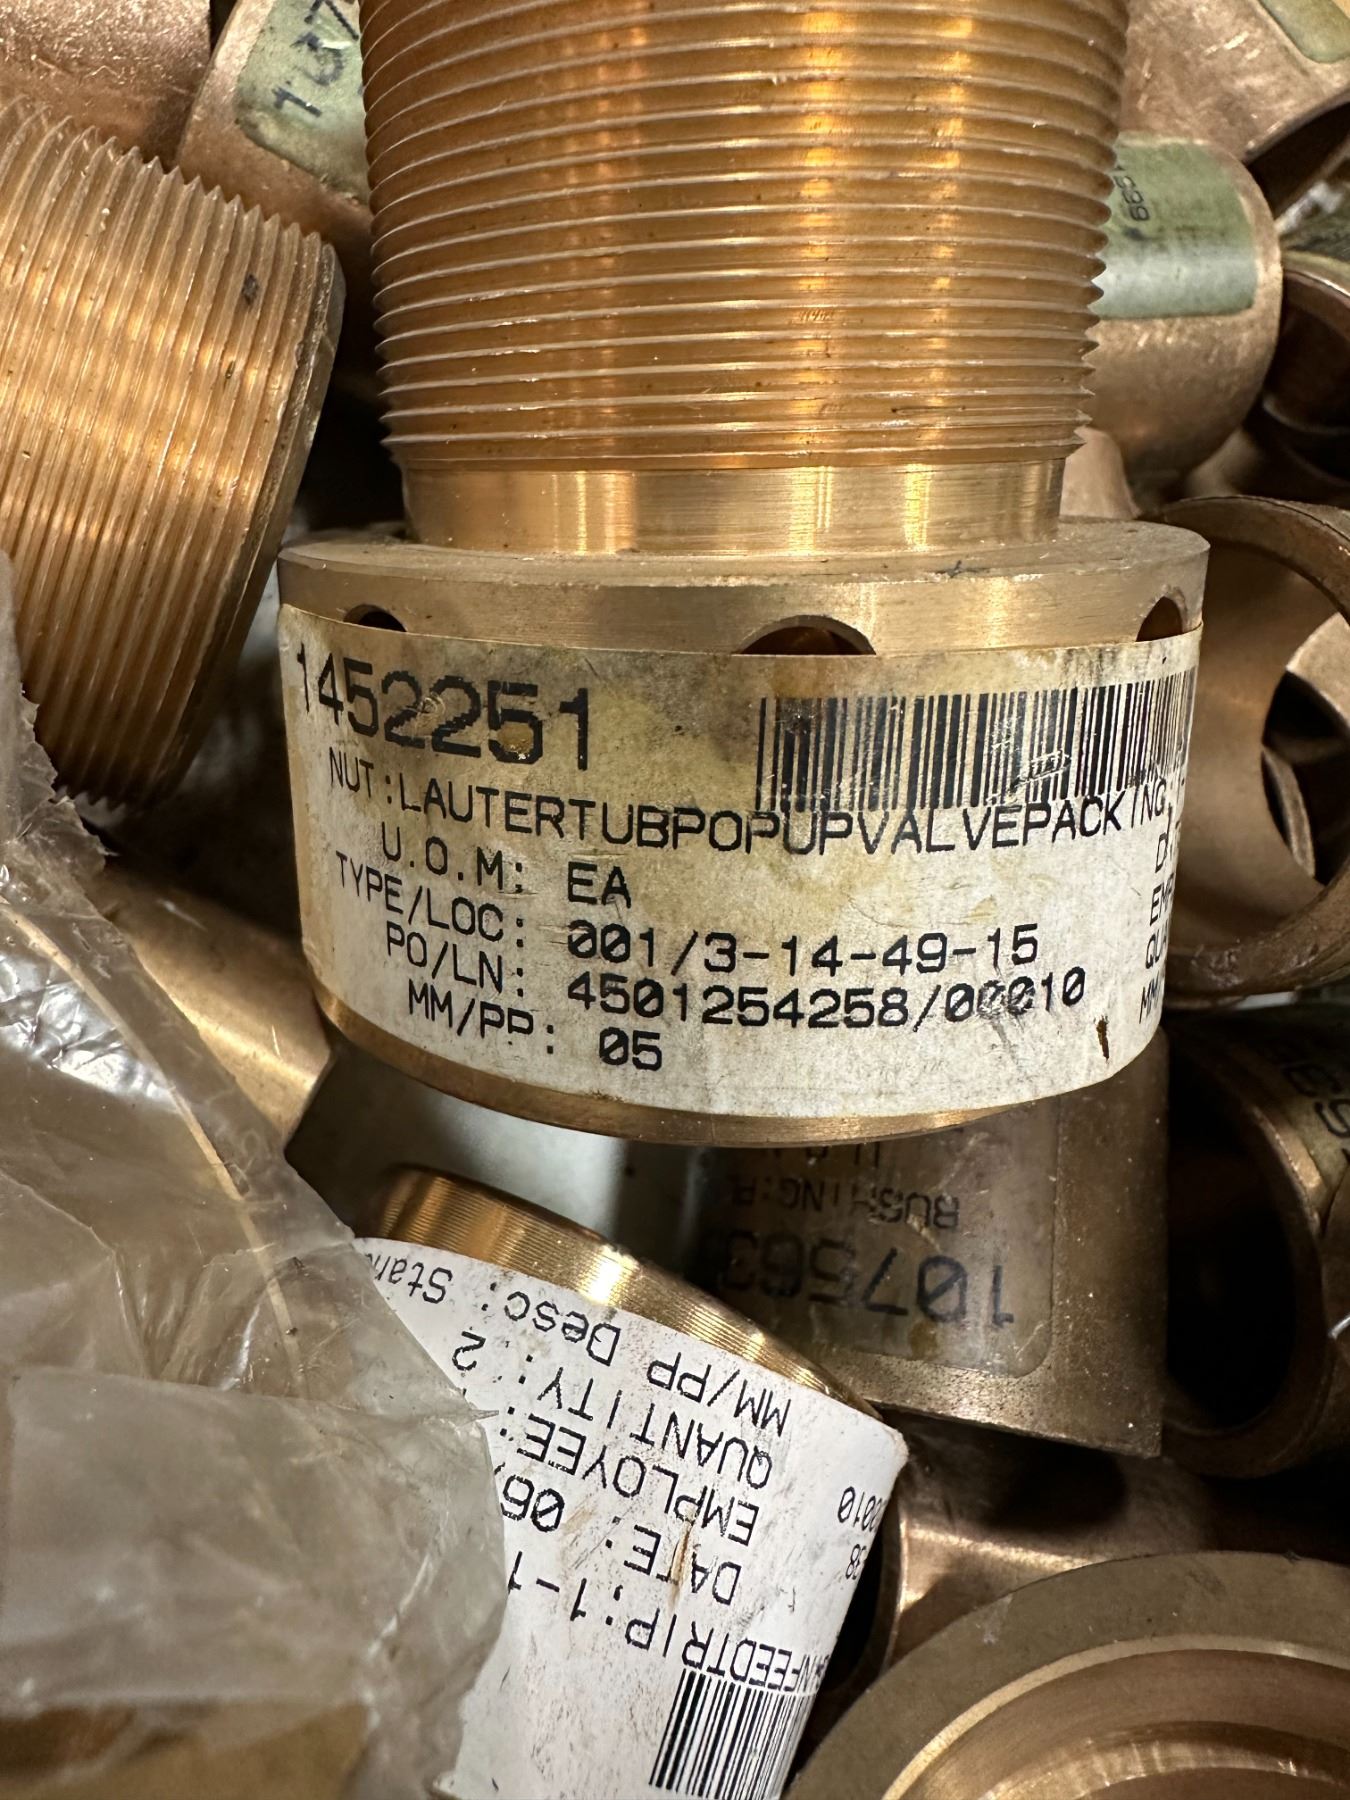 137
1452251
NUT:LAUTERTUBPOPUPVALVEPACKING,
U.O.M: EA
TYPE/LOC: 001/3-14-49-15
PO/LN: 4501254258/00010
MM/PP: 05
107563
BUSHING:
MM/PP Desc:
QUANTITY: 2
EMPLOYEE:
DATE: 06
FEEDTRIP:1-1